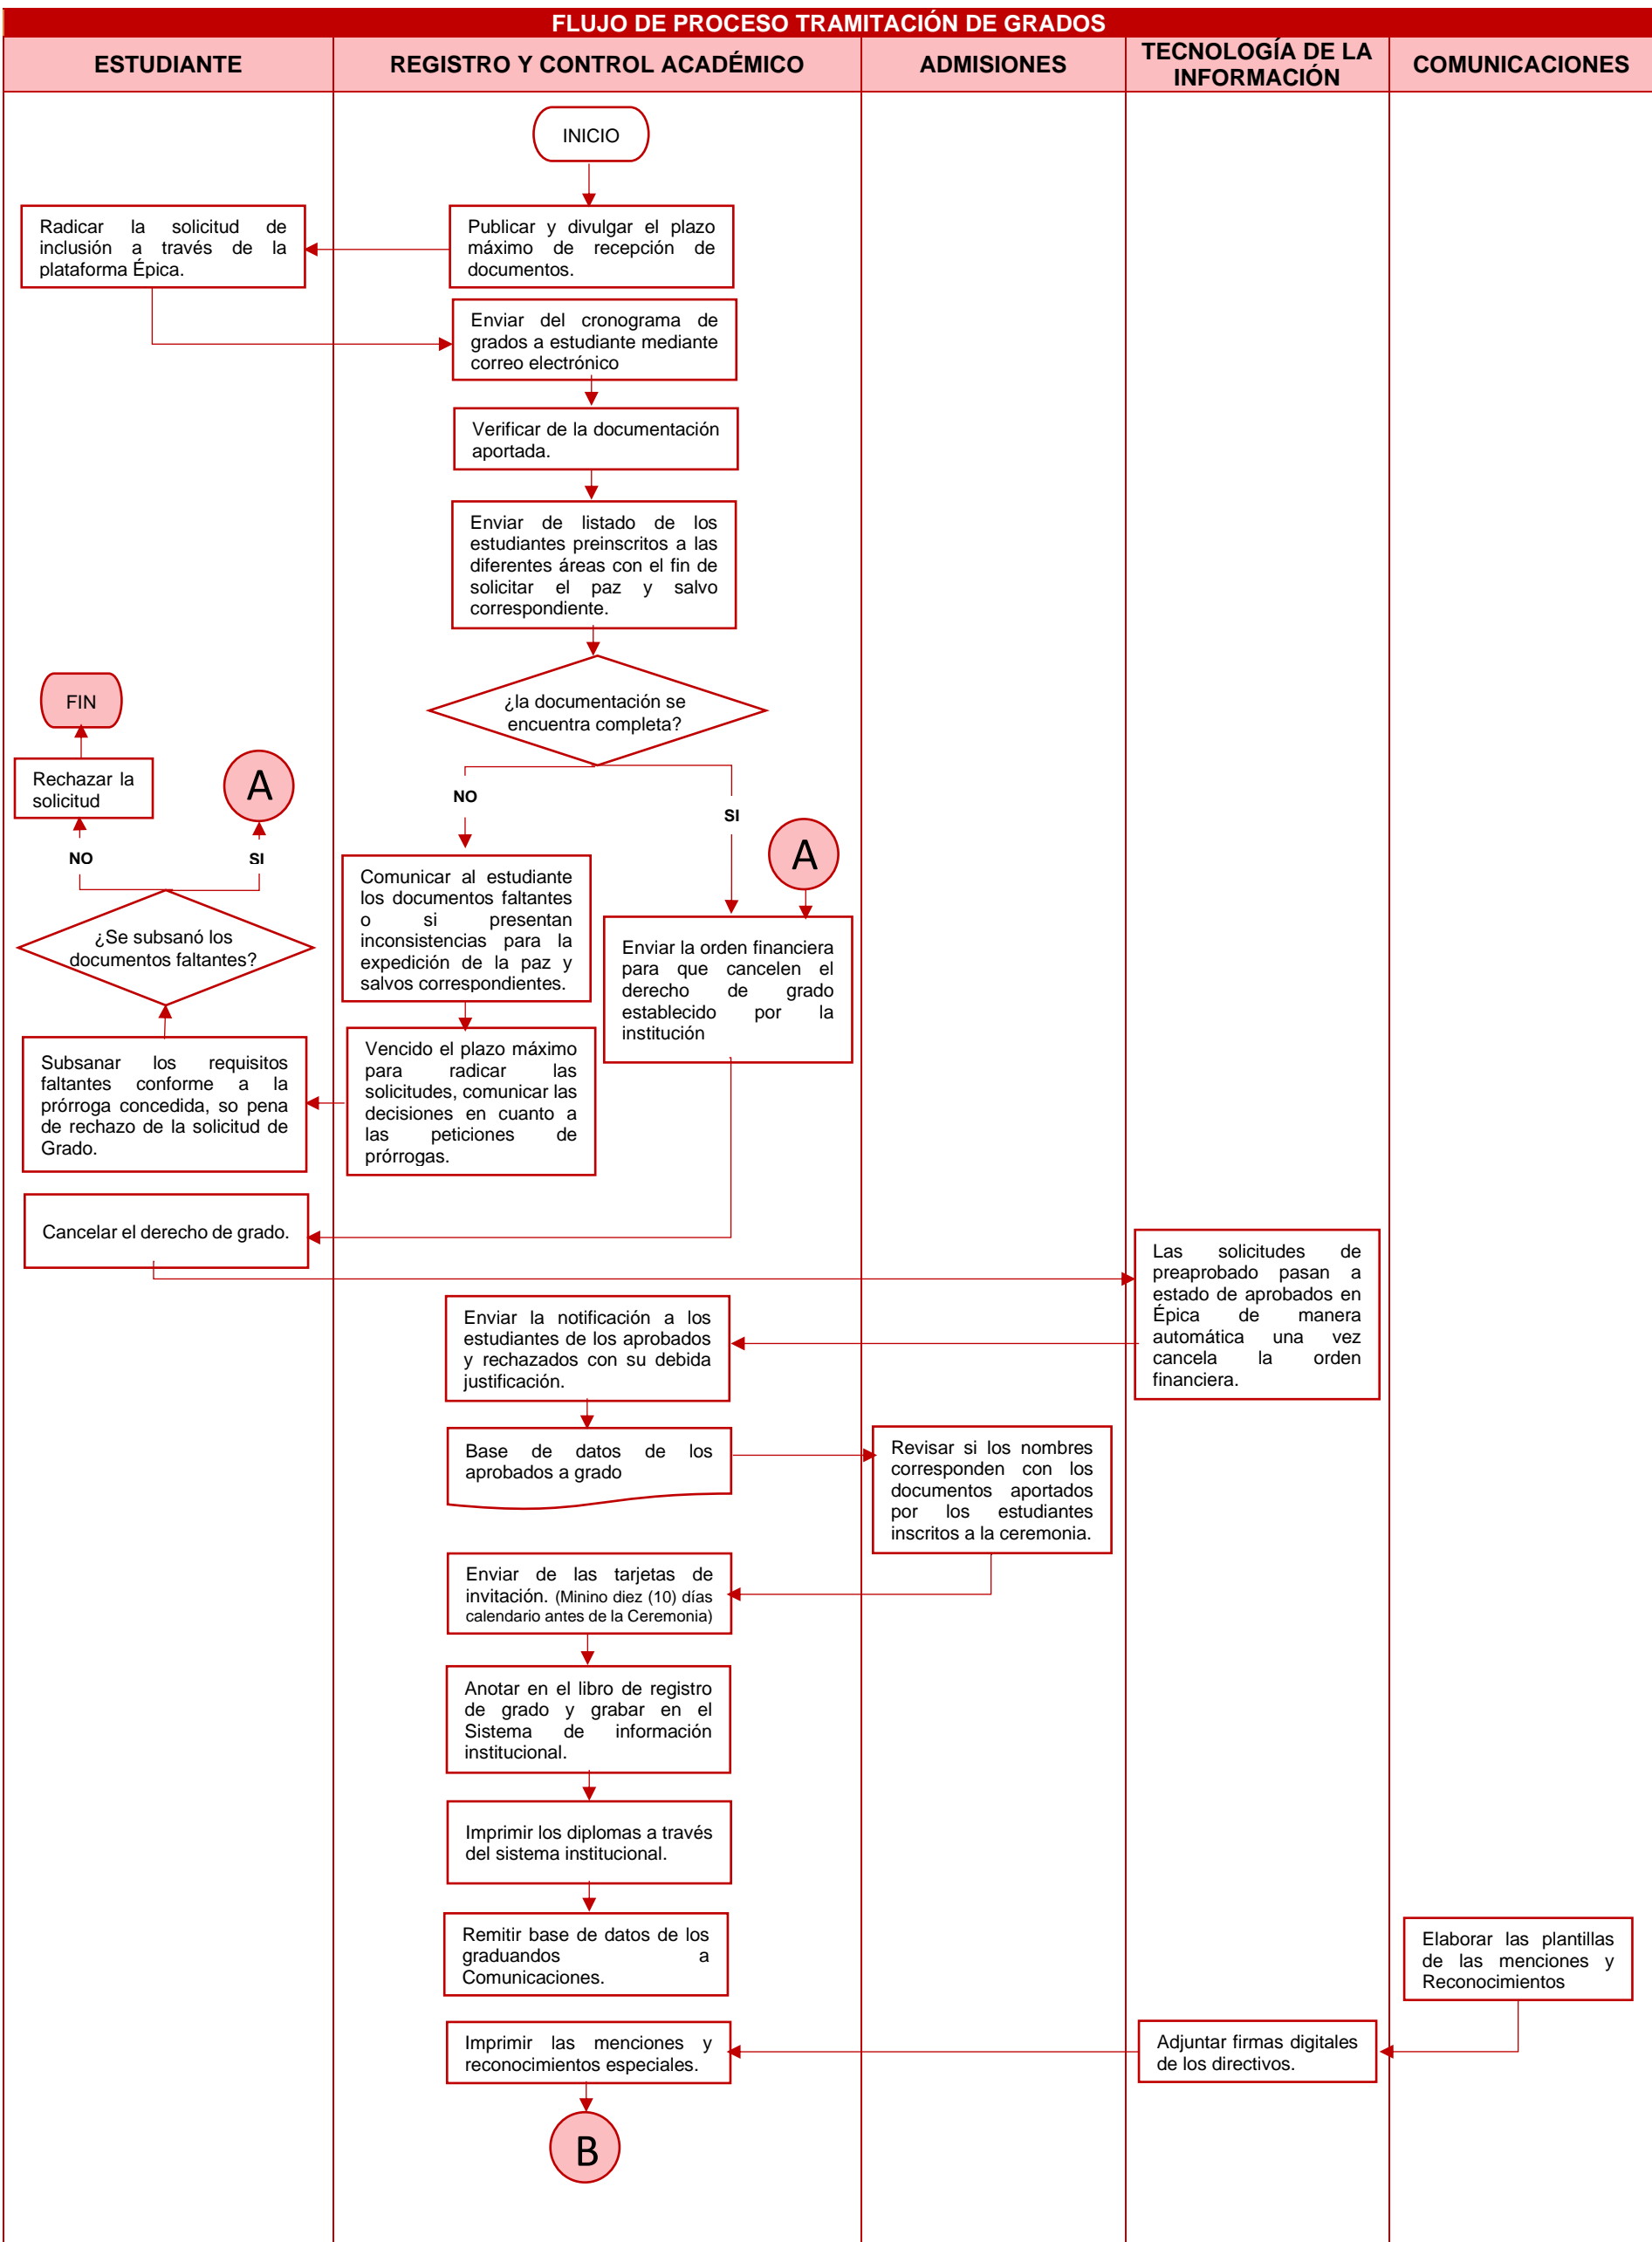 FLUJO DE PROCESO TRAMITACIÓN DE GRADOS
ESTUDIANTE
REGISTRO Y CONTROL ACADÉMICO
ADMISIONES
TECNOLOGÍA DE LA
INFORMACIÓN
COMUNICACIONES
INICIO
Radicar la solicitud de
inclusión a través de la
plataforma Épica.
Publicar y divulgar el plazo
máximo de recepción de
documentos.
Enviar del cronograma de
grados a estudiante mediante
correo electrónico
Verificar de la documentación
aportada.
Enviar de listado de los
estudiantes preinscritos a las
diferentes áreas con el fin de
solicitar el paz y salvo
correspondiente.
¿la documentación se
encuentra completa?
FIN
Rechazar la
solicitud
A
NO
SI
NO
SI
A
¿Se subsanó los
documentos faltantes?
Comunicar al estudiante
los documentos faltantes
o si presentan
inconsistencias para la
expedición de la paz y
salvos correspondientes.
Enviar la orden financiera
para que cancelen el
derecho de grado
establecido por la
institución
Subsanar los requisitos
faltantes conforme a la
prórroga concedida, so pena
de rechazo de la solicitud de
Grado.
Vencido el plazo máximo
para radicar las
solicitudes, comunicar las
decisiones en cuanto a
las peticiones de
prórrogas.
Cancelar el derecho de grado.
Las solicitudes de
preaprobado pasan a
estado de aprobados en
Épica de manera
automática una vez
cancela la orden
financiera.
Enviar la notificación a los
estudiantes de los aprobados
y rechazados con su debida
justificación.
Base de datos de los
aprobados a grado
Revisar si los nombres
corresponden con los
documentos aportados
por los estudiantes
inscritos a la ceremonia.
Enviar de las tarjetas de
invitación. (Minino diez (10) días
calendario antes de la Ceremonia)
Anotar en el libro de registro
de grado y grabar en el
Sistema de información
institucional.
Imprimir los diplomas a través
del sistema institucional.
Remitir base de datos de los
graduandos a
Comunicaciones.
Elaborar las plantillas
de las menciones y
Reconocimientos
Imprimir las menciones y
reconocimientos especiales.
Adjuntar firmas digitales
de los directivos.
B